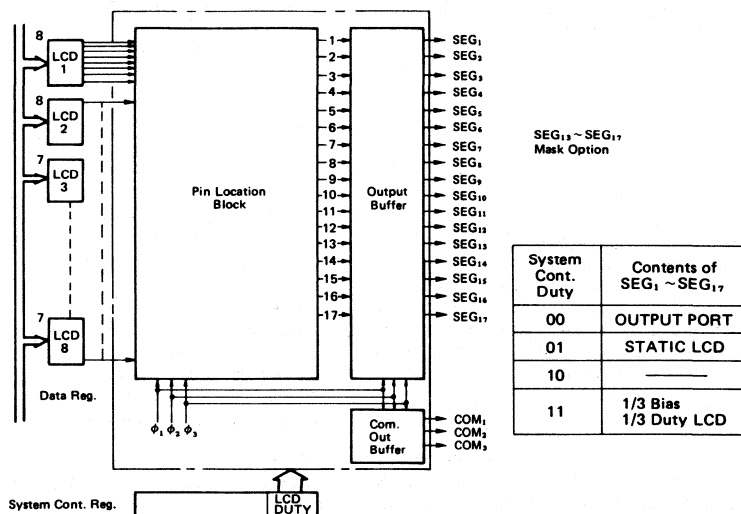 8
LCD
1
8
LCD
2
7
LCD
3
7
LCD
8
Data Reg.
Pin Location
Block
1
2
3
4
5
6
7
8
9
10
11
12
13
14
15
16
17
Output
Buffer
SEG₁
SEG₂
SEG₃
SEG₄
SEG₅
SEG₆
SEG₇
SEG₈
SEG₉
SEG₁₀
SEG₁₁
SEG₁₂
SEG₁₃
SEG₁₄
SEG₁₅
SEG₁₆
SEG₁₇
SEG₁₃~SEG₁₇
Mask Option
System Cont. Duty | Contents of SEG₁ ~SEG₁₇
00 | OUTPUT PORT
01 | STATIC LCD
10 | ———
11 | 1/3 Bias 1/3 Duty LCD
ϕ₁ ϕ₂ ϕ₃
Com.
Out
Buffer
COM₁
COM₂
COM₃
System Cont. Reg.
LCD
DUTY